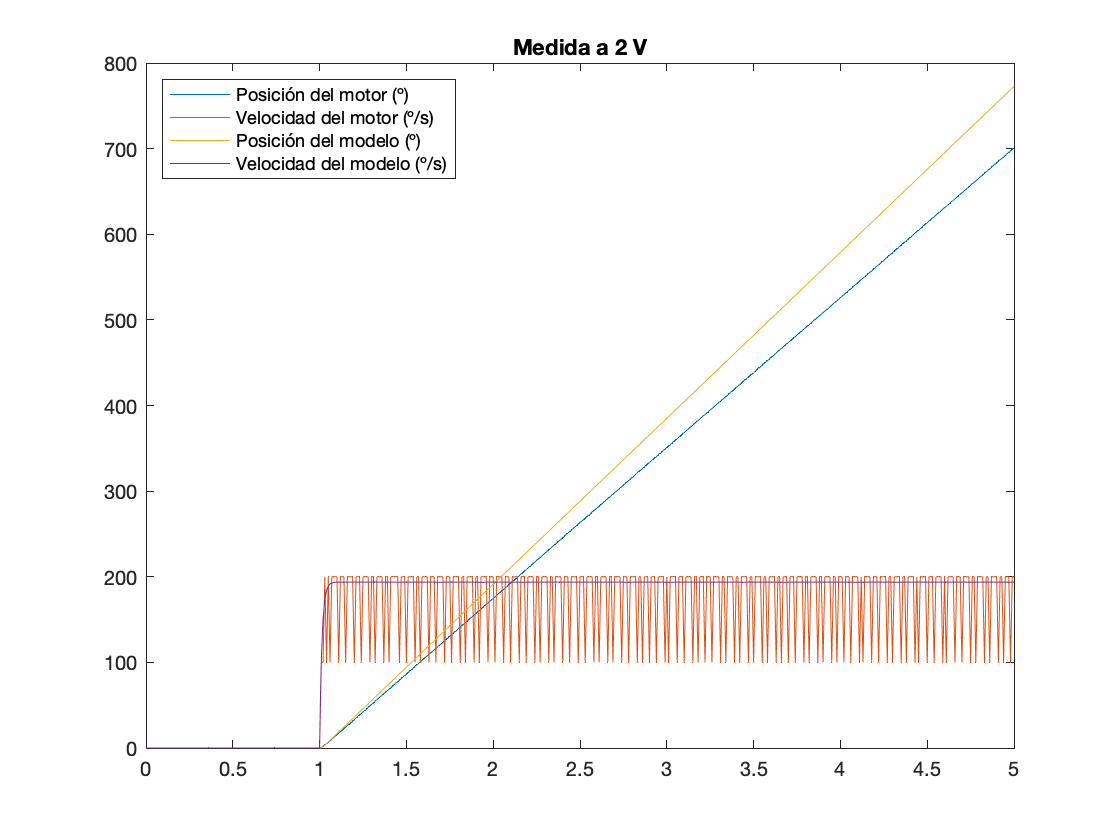 Medida a 2 V
800
700
600
500
400
300
200
100
0
Posición del motor (º)
Velocidad del motor (º/s)
Posición del modelo (º)
Velocidad del modelo (º/s)
0 0.5 1 1.5 2 2.5 3 3.5 4 4.5 5